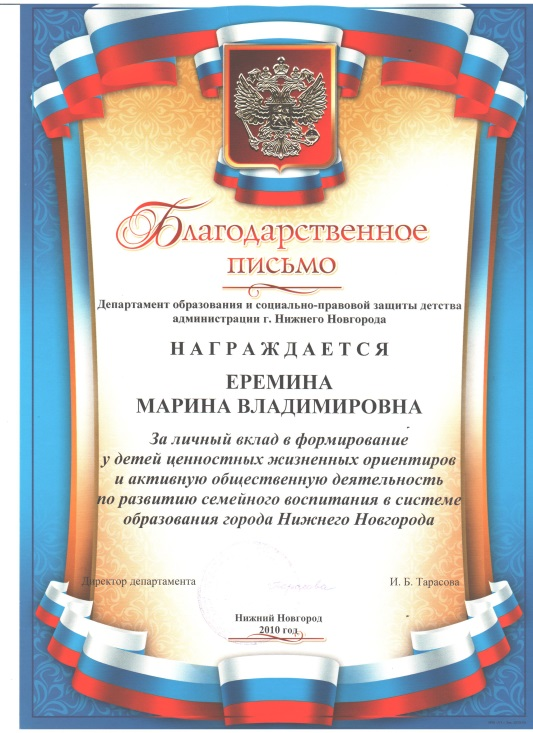 Благодарственное
письмо
Департамент образования и социально-правовой защиты детства
администрации г. Нижнего Новгорода
НАГРАЖДАЕТСЯ
ЕРЕМИНА
МАРИНА ВЛАДИМИРОВНА
За личный вклад в формирование
у детей ценностных жизненных ориентиров
и активную общественную деятельность
по развитию семейного воспитания в системе
образования города Нижнего Новгорода
Директор департамента И. Б. Тарасова
Нижний Новгород
2010 год